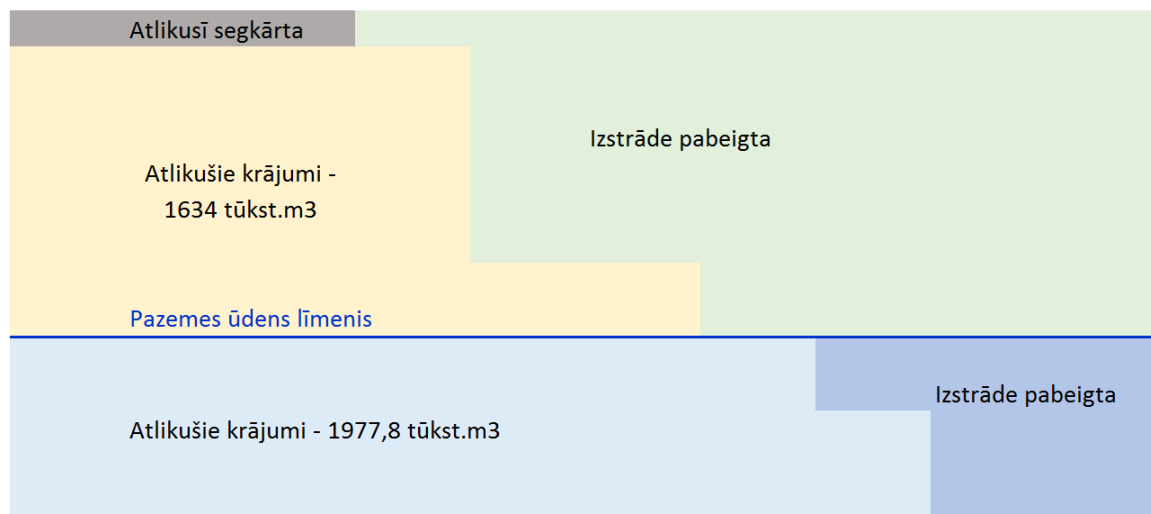 Atlikusī segkārta
Izstrāde pabeigta
Atlikušie krājumi -
1634 tūkst.m3
Pazemes ūdens līmenis
Izstrāde pabeigta
Atlikušie krājumi - 1977,8 tūkst.m3